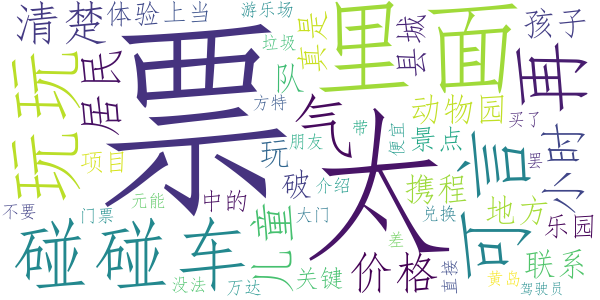 清楚
体验
上当
游乐场
垃圾
真是
县城
里面
再
孩子
玩玩
居民
票
队
方特
气
太
动物园
买了
小时
项目
玩
朋友
带
便宜
景点
罢
可言
破
介绍
携程
地方
乐园
不要
元能
中的
门票
碰碰车
儿童
大门
兑换
联系
没法
万达
关键
价格
差
直接
黄岛
驾驶员